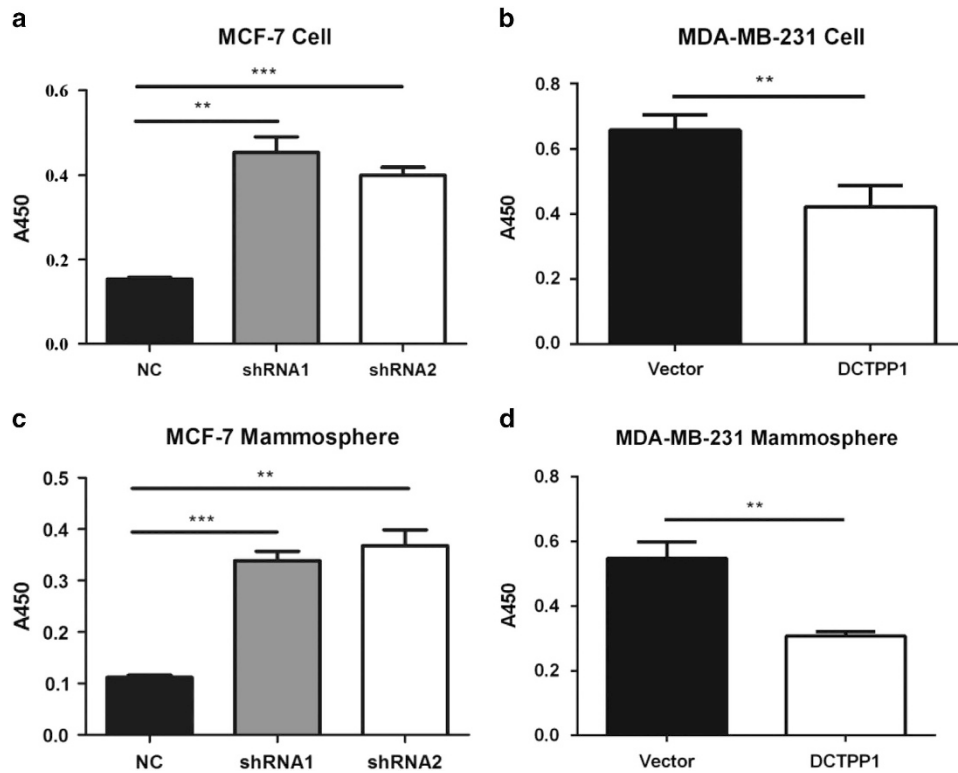 a
MCF-7 Cell
***
**
A450
0.6
0.4
0.2
0.0
NC shRNA1 shRNA2
b
MDA-MB-231 Cell
**
A450
0.8
0.6
0.4
0.2
0.0
Vector DCTPP1
c
MCF-7 Mammosphere
**
***
A450
0.5
0.4
0.3
0.2
0.1
0.0
NC shRNA1 shRNA2
d
MDA-MB-231 Mammosphere
**
A450
0.8
0.6
0.4
0.2
0.0
Vector DCTPP1